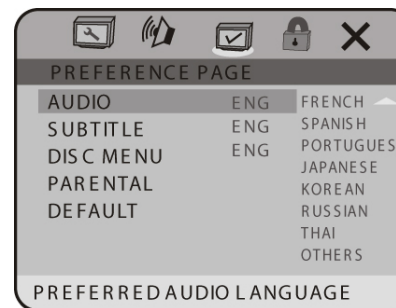 PREFERENCE PAGE
AUDIO ENG FRENCH
SUBTITLE ENG SPANISH
DISC MENU ENG PORTUGUES
PARENTAL JAPANESE
DEFAULT KOREAN
RUSSIAN
THAI
OTHERS
PREFERRED AUDIO LANGUAGE